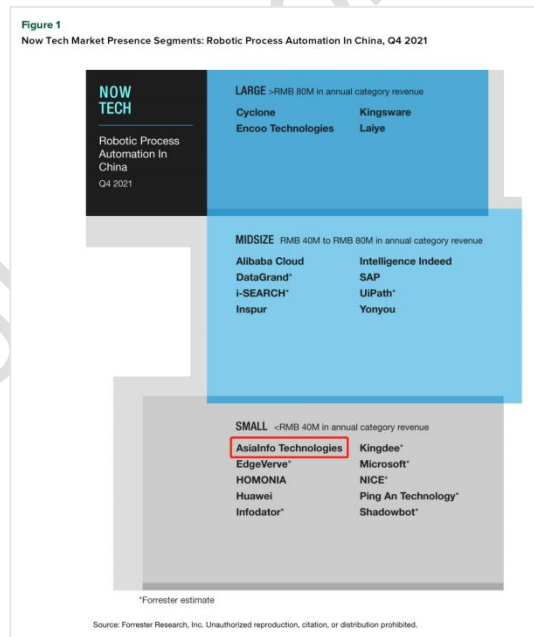 Figure 1
Now Tech Market Presence Segments: Robotic Process Automation In China, Q4 2021
NOW
TECH
Robotic Process
Automation In
China
Q4 2021
LARGE >RMB 80M in annual category revenue
Cyclone
Encoo Technologies
Kingsware
Laiye
MIDSIZE RMB 40M to RMB 80M in annual category revenue
Alibaba Cloud
DataGrand*
i-SEARCH*
Inspur
Intelligence Indeed
SAP
UiPath*
Yonyou
SMALL <RMB 40M in annual category revenue
AsiaInfo Technologies
EdgeVerve*
HOMONIA
Huawei
Infodator*
Kingdee*
Microsoft*
NICE*
Ping An Technology*
Shadowbot*
*Forrester estimate
Source: Forrester Research, Inc. Unauthorized reproduction, citation, or distribution prohibited.